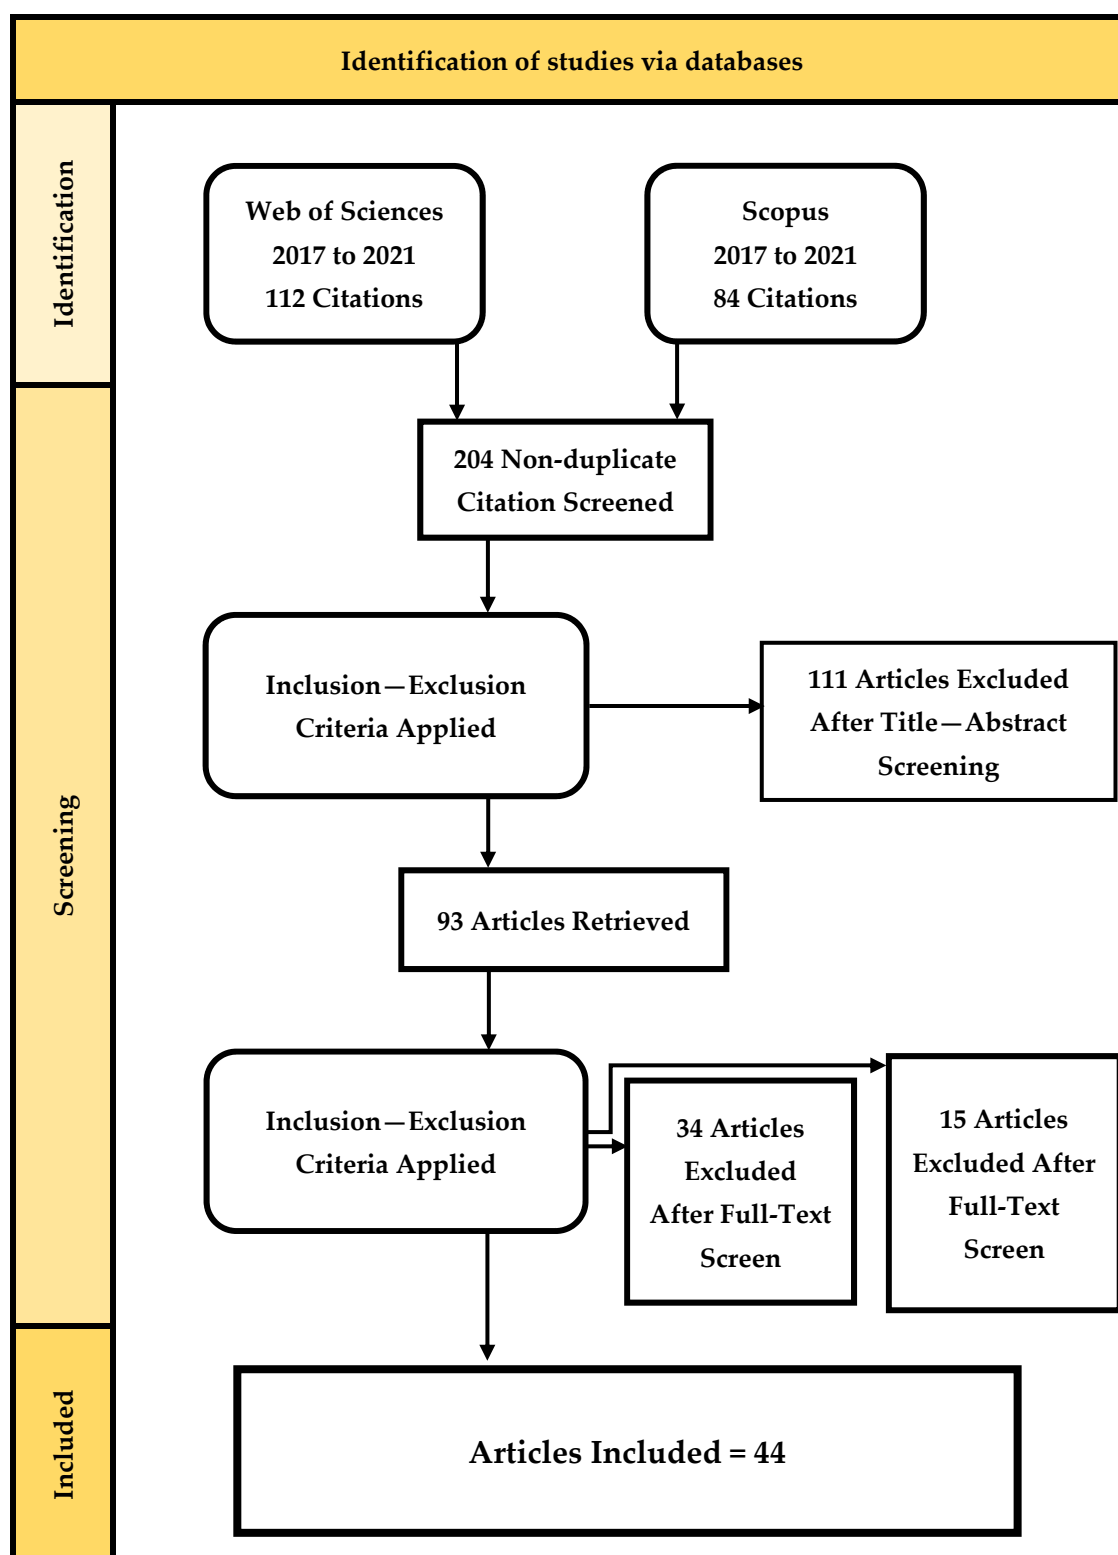 Identification of studies via databases
Identification
Web of Sciences
2017 to 2021
112 Citations
Scopus
2017 to 2021
84 Citations
Screening
204 Non-duplicate
Citation Screened
Inclusion—Exclusion
Criteria Applied
111 Articles Excluded
After Title—Abstract
Screening
93 Articles Retrieved
Inclusion—Exclusion
Criteria Applied
34 Articles
Excluded
After Full-Text
Screen
15 Articles
Excluded After
Full-Text
Screen
Included
Articles Included = 44